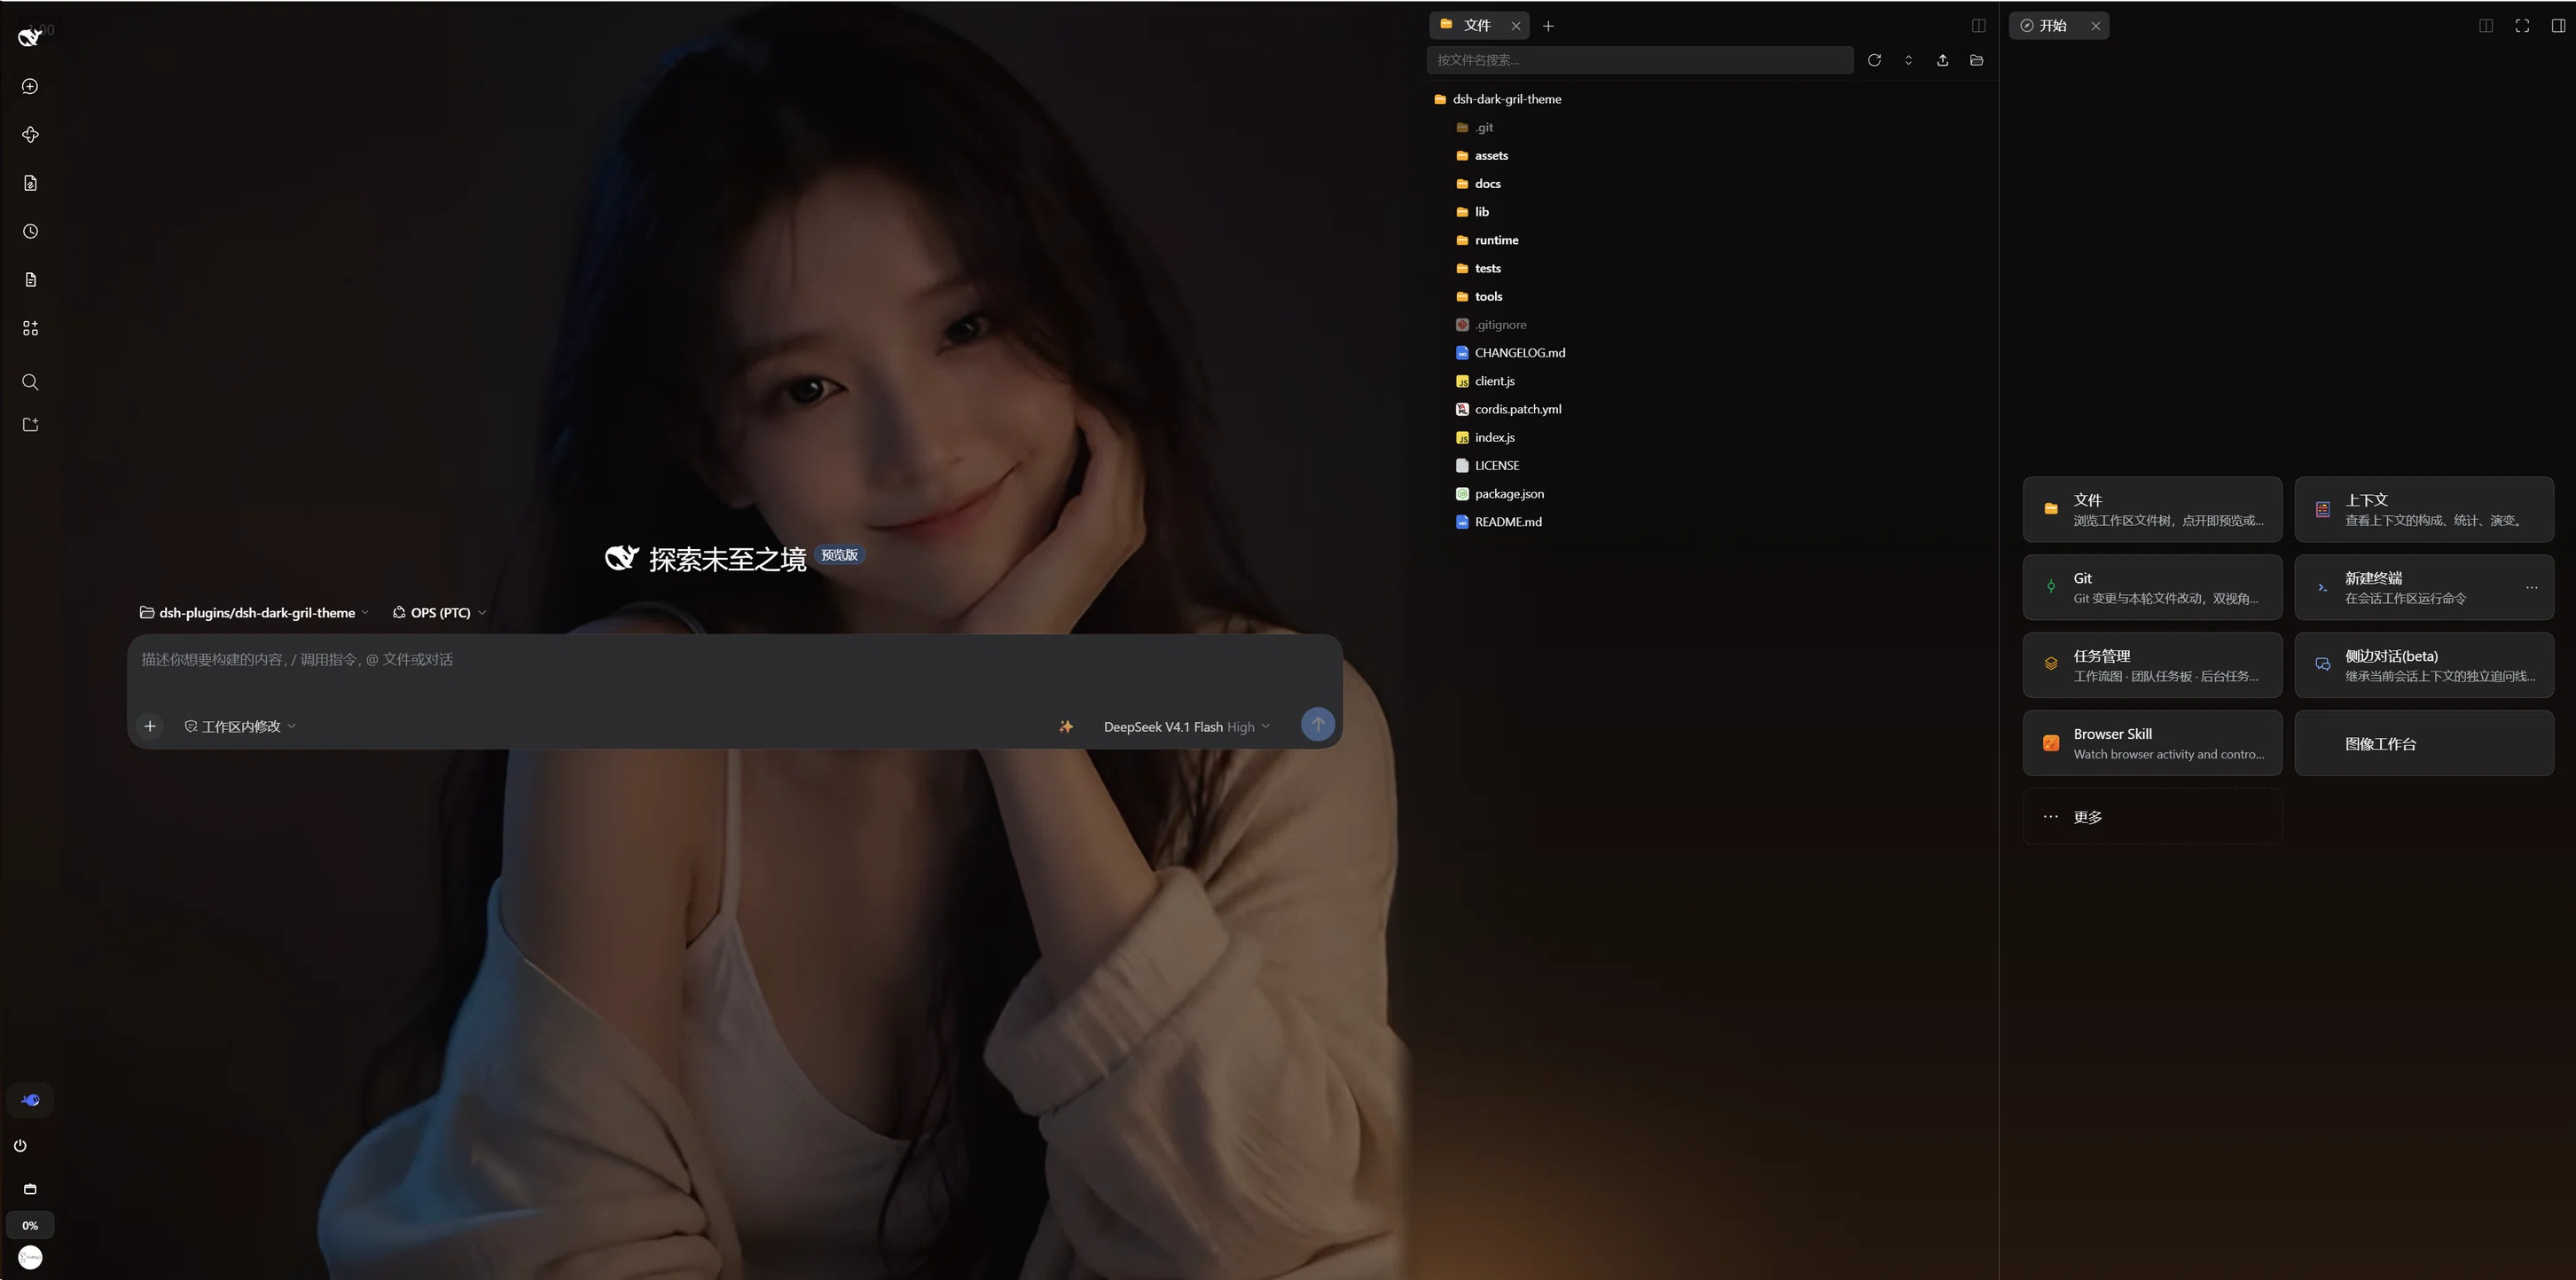 1.00
探索未至之境 预览版
dsh-plugins/dsh-dark-gril-theme OPS (PTC)
描述你想要构建的内容, / 调用指令, @ 文件或对话
工作区内修改 DeepSeek V4.1 Flash High
0%
文件
按文件名搜索...
dsh-dark-gril-theme
.git
assets
docs
lib
runtime
tests
tools
.gitignore
CHANGELOG.md
client.js
cordis.patch.yml
index.js
LICENSE
package.json
README.md
开始
文件
浏览工作区文件树，点开即预览或...
上下文
查看上下文的构成、统计、演变。
Git
Git 变更与本轮文件改动，双视角...
新建终端
在会话工作区运行命令
任务管理
工作流图 · 团队任务板 · 后台任务...
侧边对话(beta)
继承当前会话上下文的独立追问线...
Browser Skill
Watch browser activity and contro...
图像工作台
更多